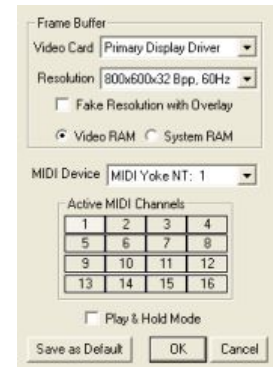 Frame Buffer
Video Card Primary Display Driver
Resolution 800x600x32 Bpp, 60Hz
Fake Resolution with Overlay
Video RAM System RAM
MIDI Device MIDI Yoke NT: 1
Active MIDI Channels
1 2 3 4
5 6 7 8
9 10 11 12
13 14 15 16
Play & Hold Mode
Save as Default OK Cancel